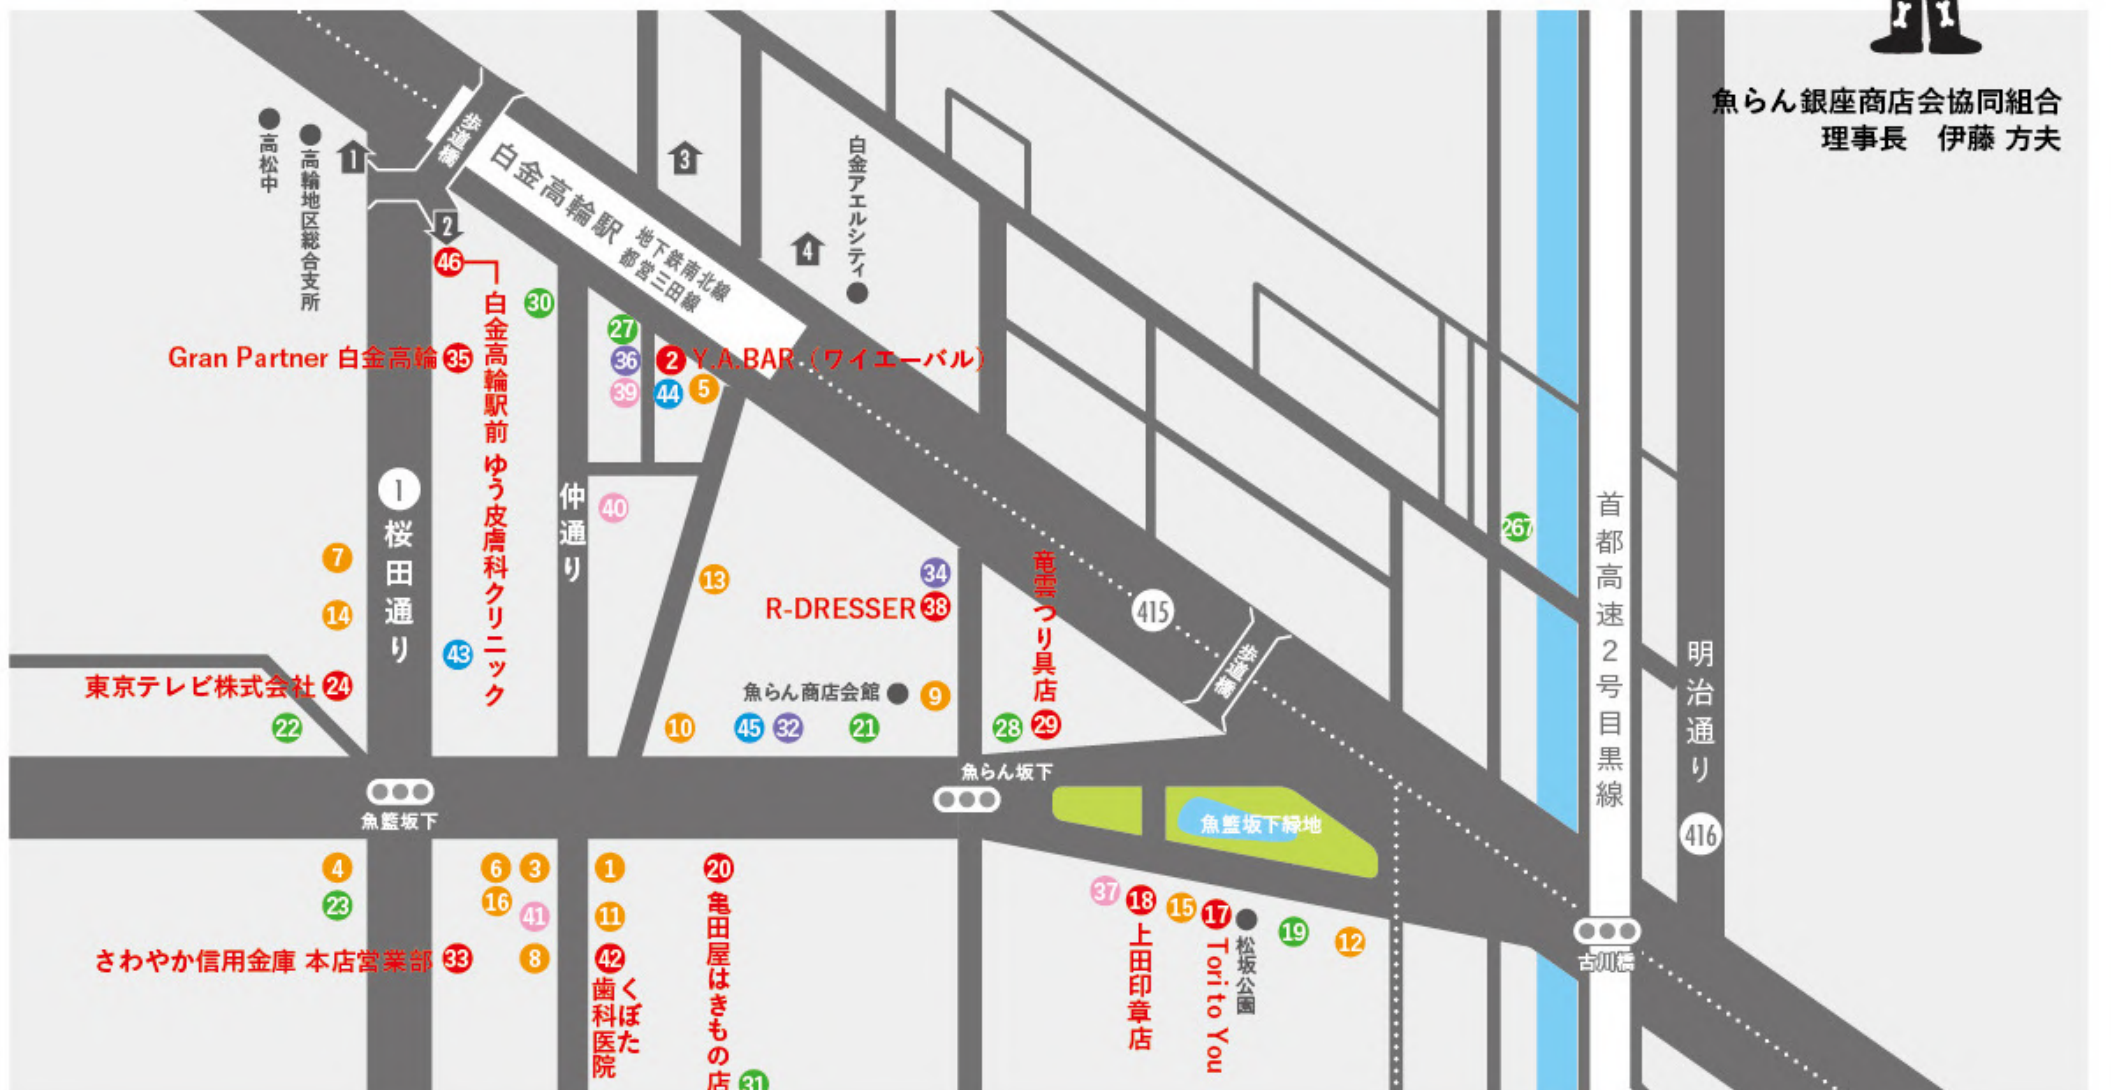 魚らん銀座商店会協同組合
理事長　伊藤 方夫
高松中
高輪地区総合支所
1
歩道橋
2
白金高輪駅
地下鉄南北線
都営三田線
3
4
白金アエルシティ
46
白金高輪駅前 ゆう皮膚科クリニック
30
27
36
39
2 Y.A.BAR（ワイエーバル）
44
5
Gran Partner 白金高輪 35
1
桜田通り
仲通り
40
7
14
43
13
34
R-DRESSER 38
竜雲つり具店
29
28
415
歩道橋
267
首都高速2号目黒線
明治通り
416
東京テレビ株式会社 24
22
10
45
32
21
魚らん商店会館
9
魚籃坂下
魚らん坂下
魚籃坂下緑地
4
23
6
3
16
41
8
さわやか信用金庫 本店営業部 33
1
11
42
くぼた
歯科医院
20
亀田屋はきもの店
31
37
18
上田印章店
15
17
Tori to You
松坂公園
19
12
古川橋